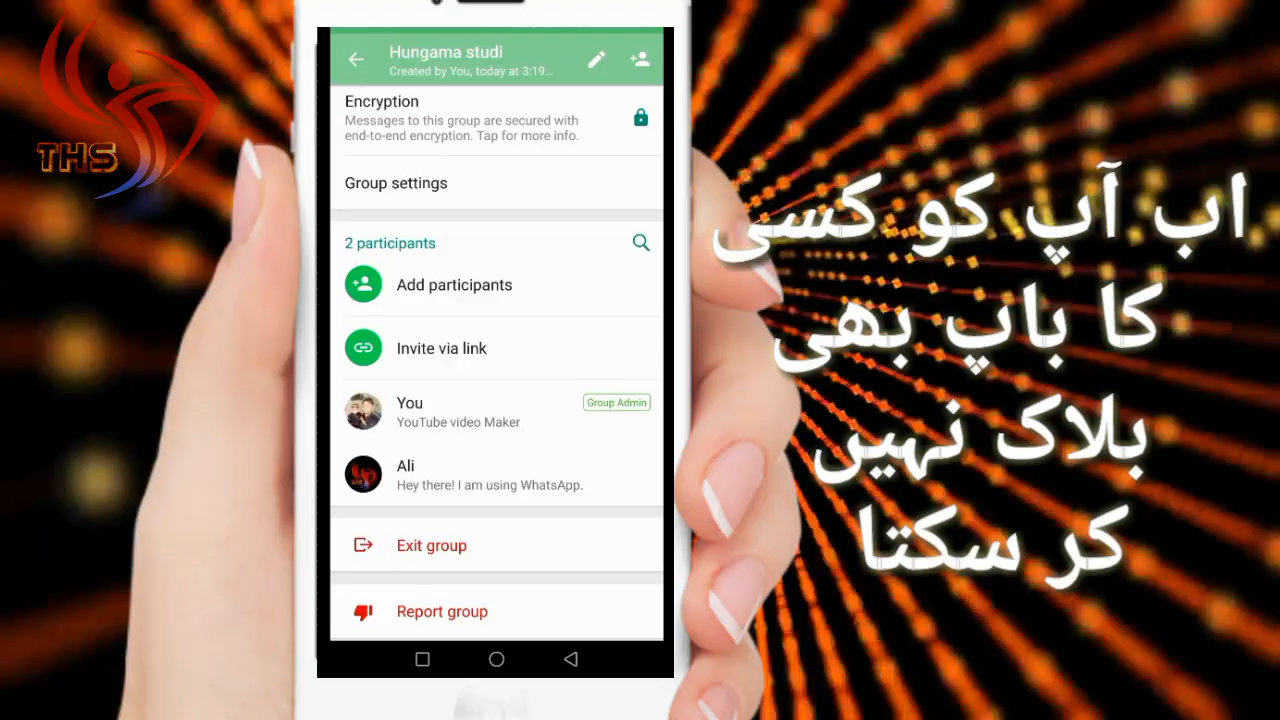 THS
Hungama studi
Created by You, today at 3:19...
Encryption
Messages to this group are secured with
end-to-end encryption. Tap for more info.
Group settings
2 participants
Add participants
Invite via link
You
Group Admin
YouTube video Maker
Ali
Hey there! I am using WhatsApp.
Exit group
Report group
اب آپ کو کسی
کا باپ بھی
بلاک نہیں
کر سکتا